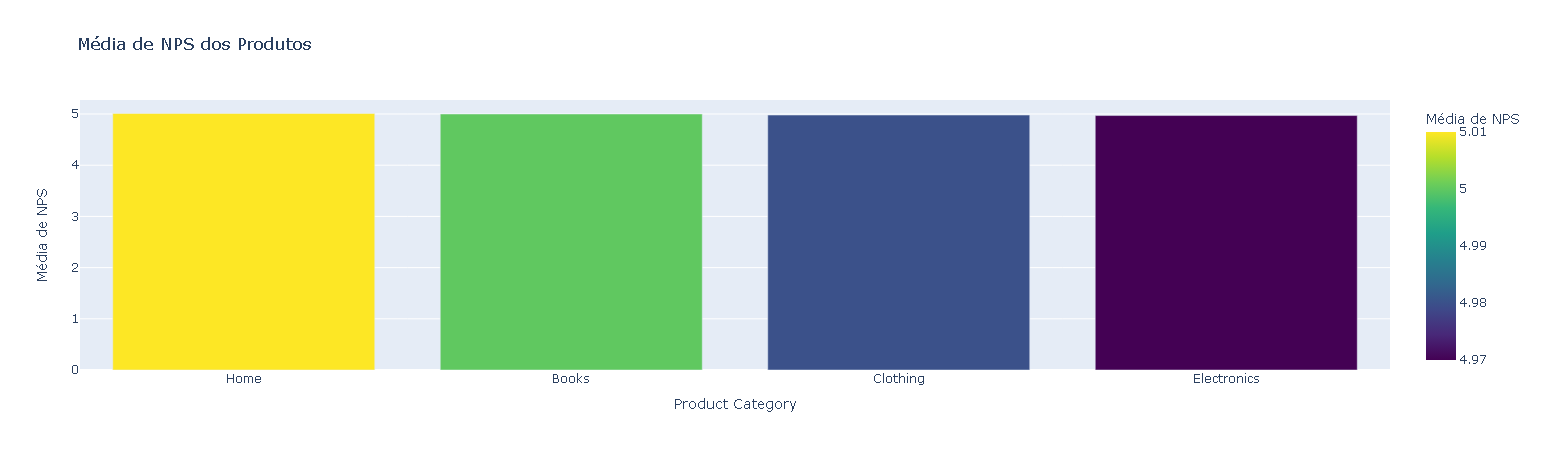 Média de NPS dos Produtos
Média de NPS
5
4
3
2
1
0
Home
Books
Clothing
Electronics
Product Category
Média de NPS
5.01
5
4.99
4.98
4.97